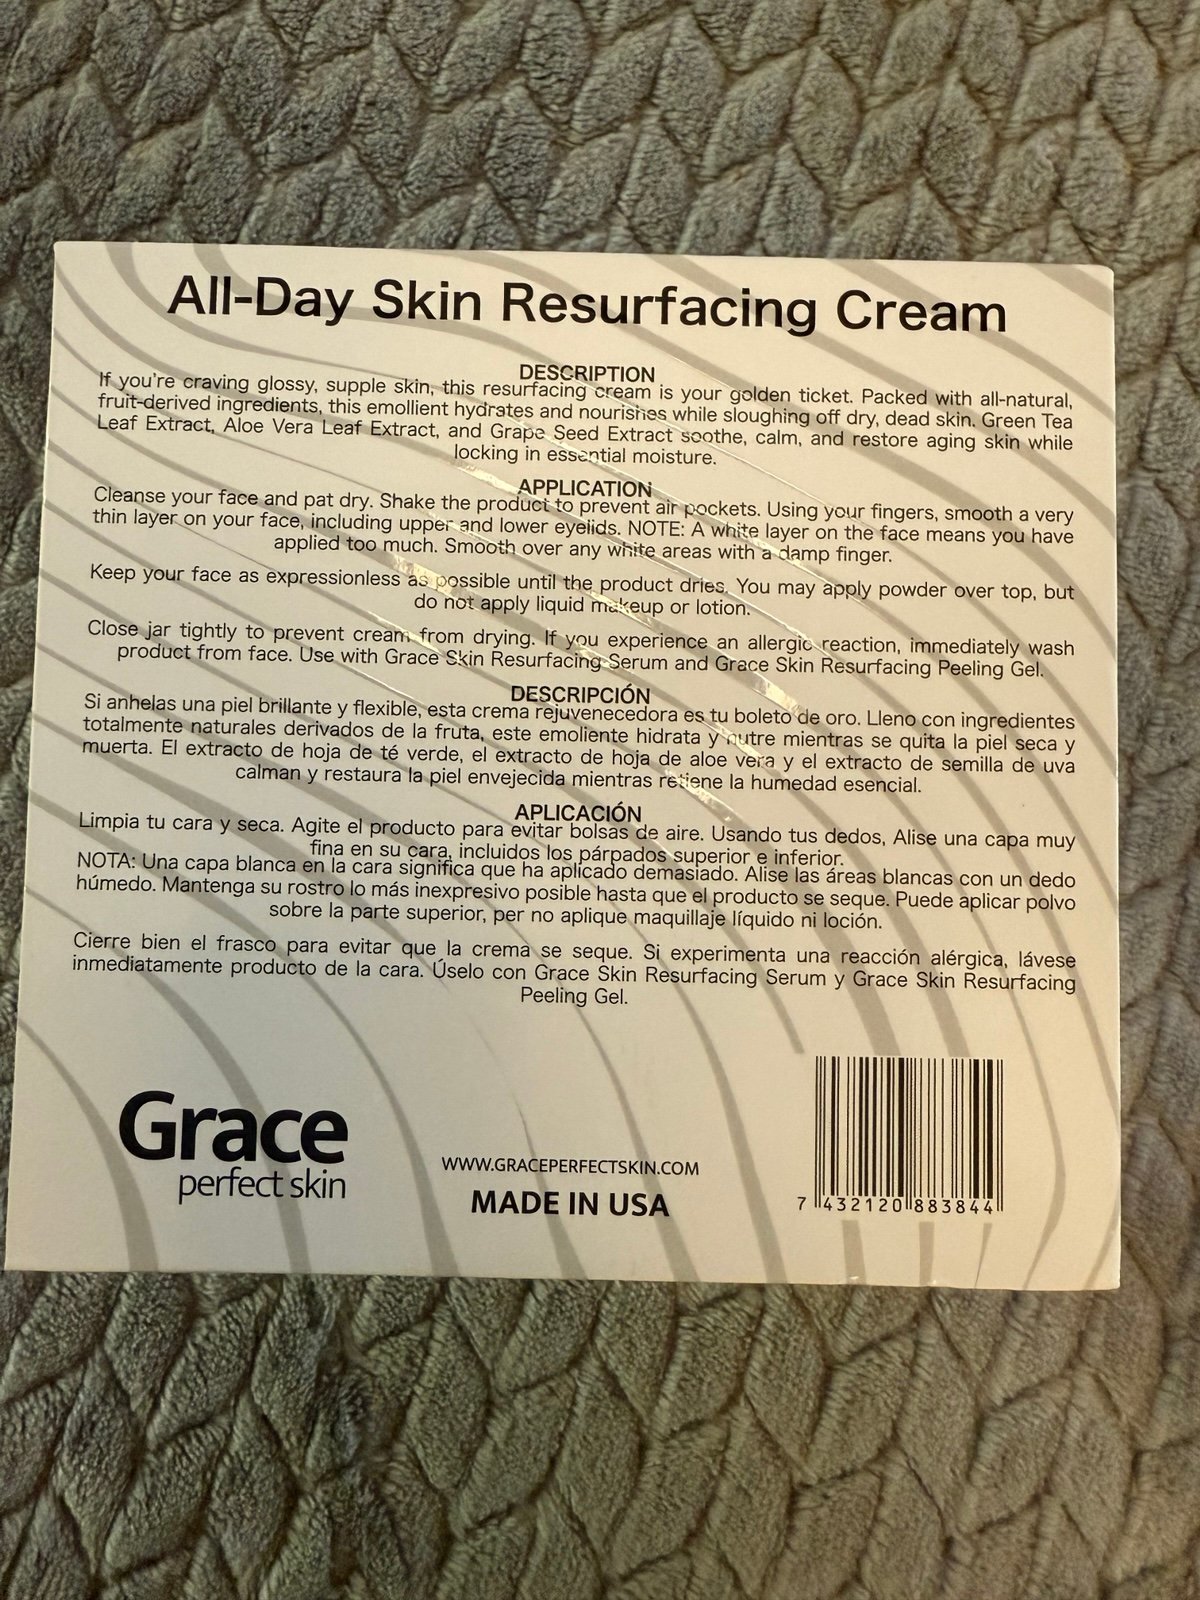 All-Day Skin Resurfacing Cream
DESCRIPTION
If you're craving glossy, supple skin, this resurfacing cream is your golden ticket. Packed with all-natural,
fruit-derived ingredients, this emollient hydrates and nourishes while sloughing off dry, dead skin. Green Tea
Leaf Extract, Aloe Vera Leaf Extract, and Grape Seed Extract soothe, calm, and restore aging skin while
locking in essential moisture.
APPLICATION
Cleanse your face and pat dry. Shake the product to prevent air pockets. Using your fingers, smooth a very
thin layer on your face, including upper and lower eyelids. NOTE: A white layer on the face means you have
applied too much. Smooth over any white areas with a damp finger.
Keep your face as expressionless as possible until the product dries. You may apply powder over top, but
do not apply liquid makeup or lotion.
Close jar tightly to prevent cream from drying. If you experience an allergic reaction, immediately wash
product from face. Use with Grace Skin Resurfacing Serum and Grace Skin Resurfacing Peeling Gel.
DESCRIPCIÓN
Si anhelas una piel brillante y flexible, esta crema rejuvenecedora es tu boleto de oro. Lleno con ingredientes
totalmente naturales derivados de la fruta, este emoliente hidrata y nutre mientras se quita la piel seca y
muerta. El extracto de hoja de té verde, el extracto de hoja de aloe vera y el extracto de semilla de uva
calman y restaura la piel envejecida mientras retiene la humedad esencial.
APLICACIÓN
Limpia tu cara y seca. Agite el producto para evitar bolsas de aire. Usando tus dedos, Alise una capa muy
fina en su cara, incluidos los párpados superior e inferior.
NOTA: Una capa blanca en la cara significa que ha aplicado demasiado. Alise las áreas blancas con un dedo
húmedo. Mantenga su rostro lo más inexpresivo posible hasta que el producto se seque. Puede aplicar polvo
sobre la parte superior, per no aplique maquillaje líquido ni loción.
Cierre bien el frasco para evitar que la crema se seque. Si experimenta una reacción alérgica, lávese
inmediatamente producto de la cara. Úselo con Grace Skin Resurfacing Serum y Grace Skin Resurfacing
Peeling Gel.
Grace
perfect skin
WWW.GRACEPERFECTSKIN.COM
MADE IN USA
7 432120 883844